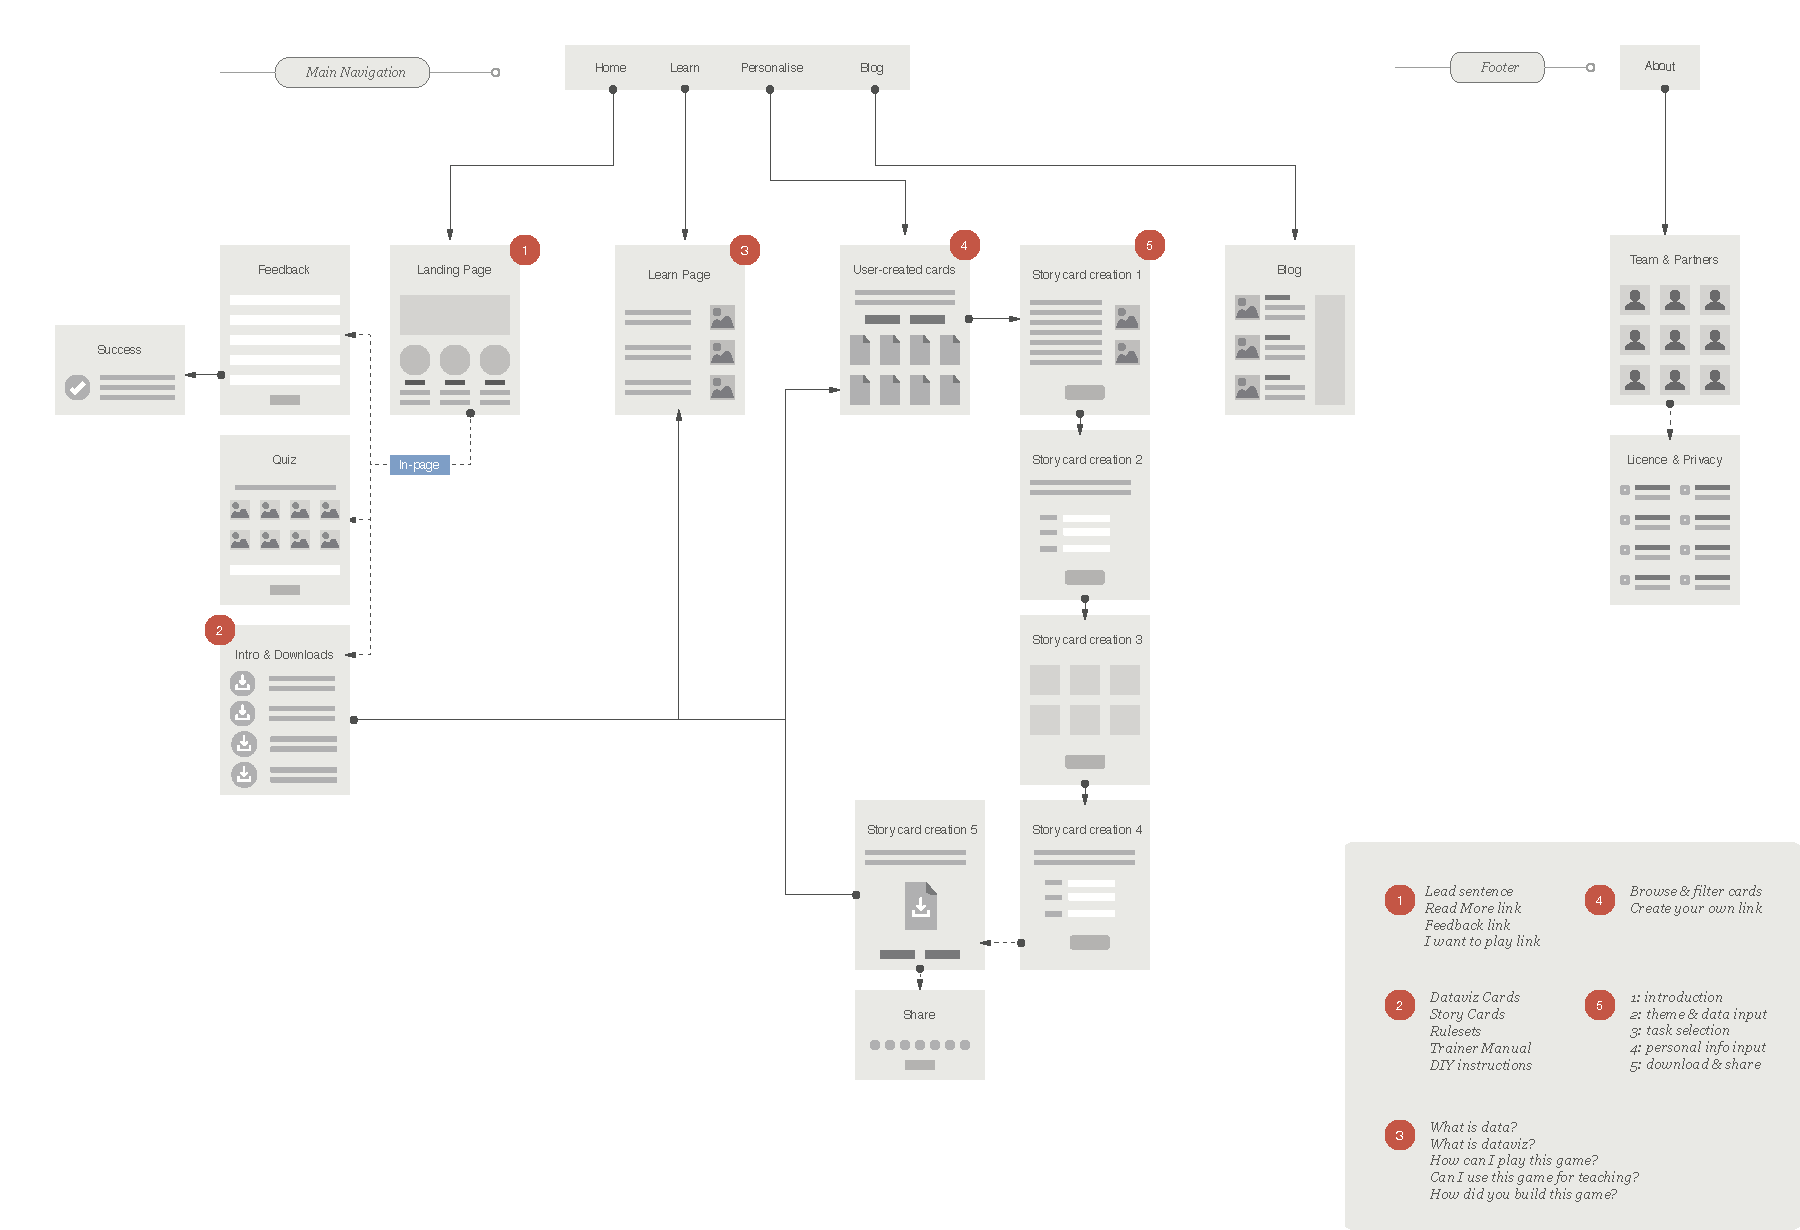 Main Navigation
Home
Learn
Personalise
Blog
Footer
About
Feedback
Landing Page
1
Learn Page
3
User-created cards
4
Story card creation 1
5
Blog
Team & Partners
Success
Quiz
In-page
Story card creation 2
Licence & Privacy
2
Intro & Downloads
Story card creation 3
Story card creation 5
Story card creation 4
Share
1
Lead sentence
Read More link
Feedback link
I want to play link
4
Browse & filter cards
Create your own link
2
Dataviz Cards
Story Cards
Rulesets
Trainer Manual
DIY instructions
5
1: introduction
2: theme & data input
3: task selection
4: personal info input
5: download & share
3
What is data?
What is dataviz?
How can I play this game?
Can I use this game for teaching?
How did you build this game?